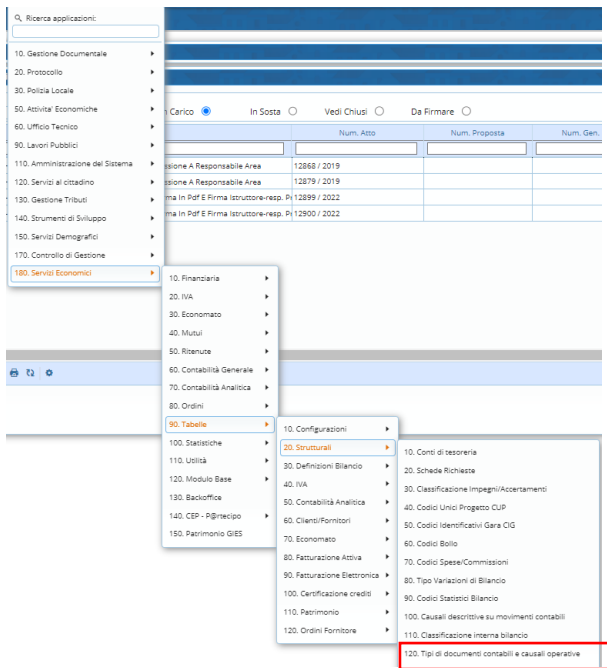 Ricerca applicazioni:
10. Gestione Documentale
20. Protocollo
30. Polizia Locale
50. Attivita' Economiche
60. Ufficio Tecnico
90. Lavori Pubblici
110. Amministrazione del Sistema
120. Servizi al cittadino
130. Gestione Tributi
140. Strumenti di Sviluppo
150. Servizi Demografici
170. Controllo di Gestione
180. Servizi Economici
Carico In Sosta Vedi Chiusi Da Firmare
Num. Atto Num. Proposta Num. Gen.
ssione A Responsabile Area 12868 / 2019
ssione A Responsabile Area 12879 / 2019
ma In Pdf E Firma Istruttore-resp. P 12899 / 2022
ma In Pdf E Firma Istruttore-resp. P 12900 / 2022
10. Finanziaria
20. IVA
30. Economato
40. Mutui
50. Ritenute
60. Contabilità Generale
70. Contabilità Analitica
80. Ordini
90. Tabelle
100. Statistiche
110. Utilità
120. Modulo Base
130. Backoffice
140. CEP - P@rtecipo
150. Patrimonio GIES
10. Configurazioni
20. Strutturali
30. Definizioni Bilancio
40. IVA
50. Contabilità Analitica
60. Clienti/Fornitori
70. Economato
80. Fatturazione Attiva
90. Fatturazione Elettronica
100. Certificazione crediti
110. Patrimonio
120. Ordini Fornitore
10. Conti di tesoreria
20. Schede Richieste
30. Classificazione Impegni/Accertamenti
40. Codici Unici Progetto CUP
50. Codici Identificativi Gara CIG
60. Codici Bollo
70. Codici Spese/Commissioni
80. Tipo Variazioni di Bilancio
90. Codici Statistici Bilancio
100. Causali descrittive su movimenti contabili
110. Classificazione interna bilancio
120. Tipi di documenti contabili e causali operative